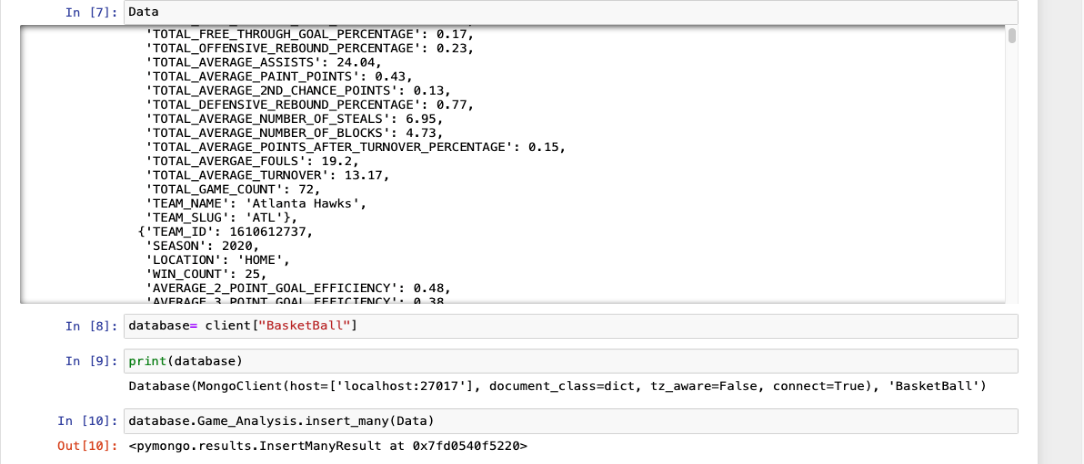 In [7]: Data
'TOTAL_FREE_THROUGH_GOAL_PERCENTAGE': 0.17,
'TOTAL_OFFENSIVE_REBOUND_PERCENTAGE': 0.23,
'TOTAL_AVERAGE_ASSISTS': 24.04,
'TOTAL_AVERAGE_PAINT_POINTS': 0.43,
'TOTAL_AVERAGE_2ND_CHANCE_POINTS': 0.13,
'TOTAL_DEFENSIVE_REBOUND_PERCENTAGE': 0.77,
'TOTAL_AVERAGE_NUMBER_OF_STEALS': 6.95,
'TOTAL_AVERAGE_NUMBER_OF_BLOCKS': 4.73,
'TOTAL_AVERAGE_POINTS_AFTER_TURNOVER_PERCENTAGE': 0.15,
'TOTAL_AVERGAE_FOULS': 19.2,
'TOTAL_AVERAGE_TURNOVER': 13.17,
'TOTAL_GAME_COUNT': 72,
'TEAM_NAME': 'Atlanta Hawks',
'TEAM_SLUG': 'ATL'},
{'TEAM_ID': 1610612737,
'SEASON': 2020,
'LOCATION': 'HOME',
'WIN_COUNT': 25,
'AVERAGE_2_POINT_GOAL_EFFICIENCY': 0.48,
'AVERAGE_3_POINT_GOAL_EFFICIENCY': 0.38
In [8]: database= client["BasketBall"]
In [9]: print(database)
Database(MongoClient(host=['localhost:27017'], document_class=dict, tz_aware=False, connect=True), 'BasketBall')
In [10]: database.Game_Analysis.insert_many(Data)
Out[10]: <pymongo.results.InsertManyResult at 0x7fd0540f5220>